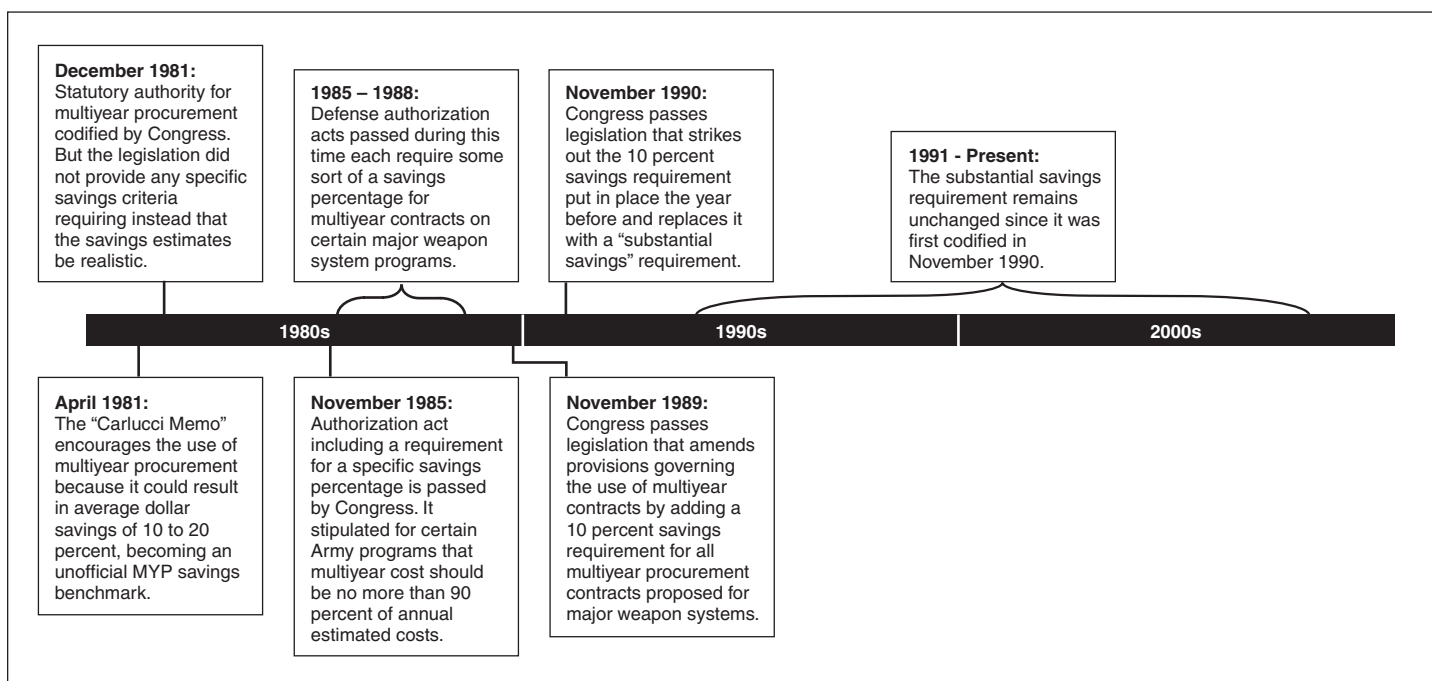 December 1981:
Statutory authority for
multiyear procurement
codified by Congress.
But the legislation did
not provide any specific
savings criteria
requiring instead that
the savings estimates
be realistic.
1985 – 1988:
Defense authorization
acts passed during this
time each require some
sort of a savings
percentage for
multiyear contracts on
certain major weapon
system programs.
November 1990:
Congress passes
legislation that strikes
out the 10 percent
savings requirement
put in place the year
before and replaces it
with a “substantial
savings” requirement.
1991 - Present:
The substantial savings
requirement remains
unchanged since it was
first codified in
November 1990.
1980s
1990s
2000s
April 1981:
The “Carlucci Memo”
encourages the use of
multiyear procurement
because it could result
in average dollar
savings of 10 to 20
percent, becoming an
unofficial MYP savings
benchmark.
November 1985:
Authorization act
including a requirement
for a specific savings
percentage is passed
by Congress. It
stipulated for certain
Army programs that
multiyear cost should
be no more than 90
percent of annual
estimated costs.
November 1989:
Congress passes
legislation that amends
provisions governing
the use of multiyear
contracts by adding a
10 percent savings
requirement for all
multiyear procurement
contracts proposed for
major weapon systems.